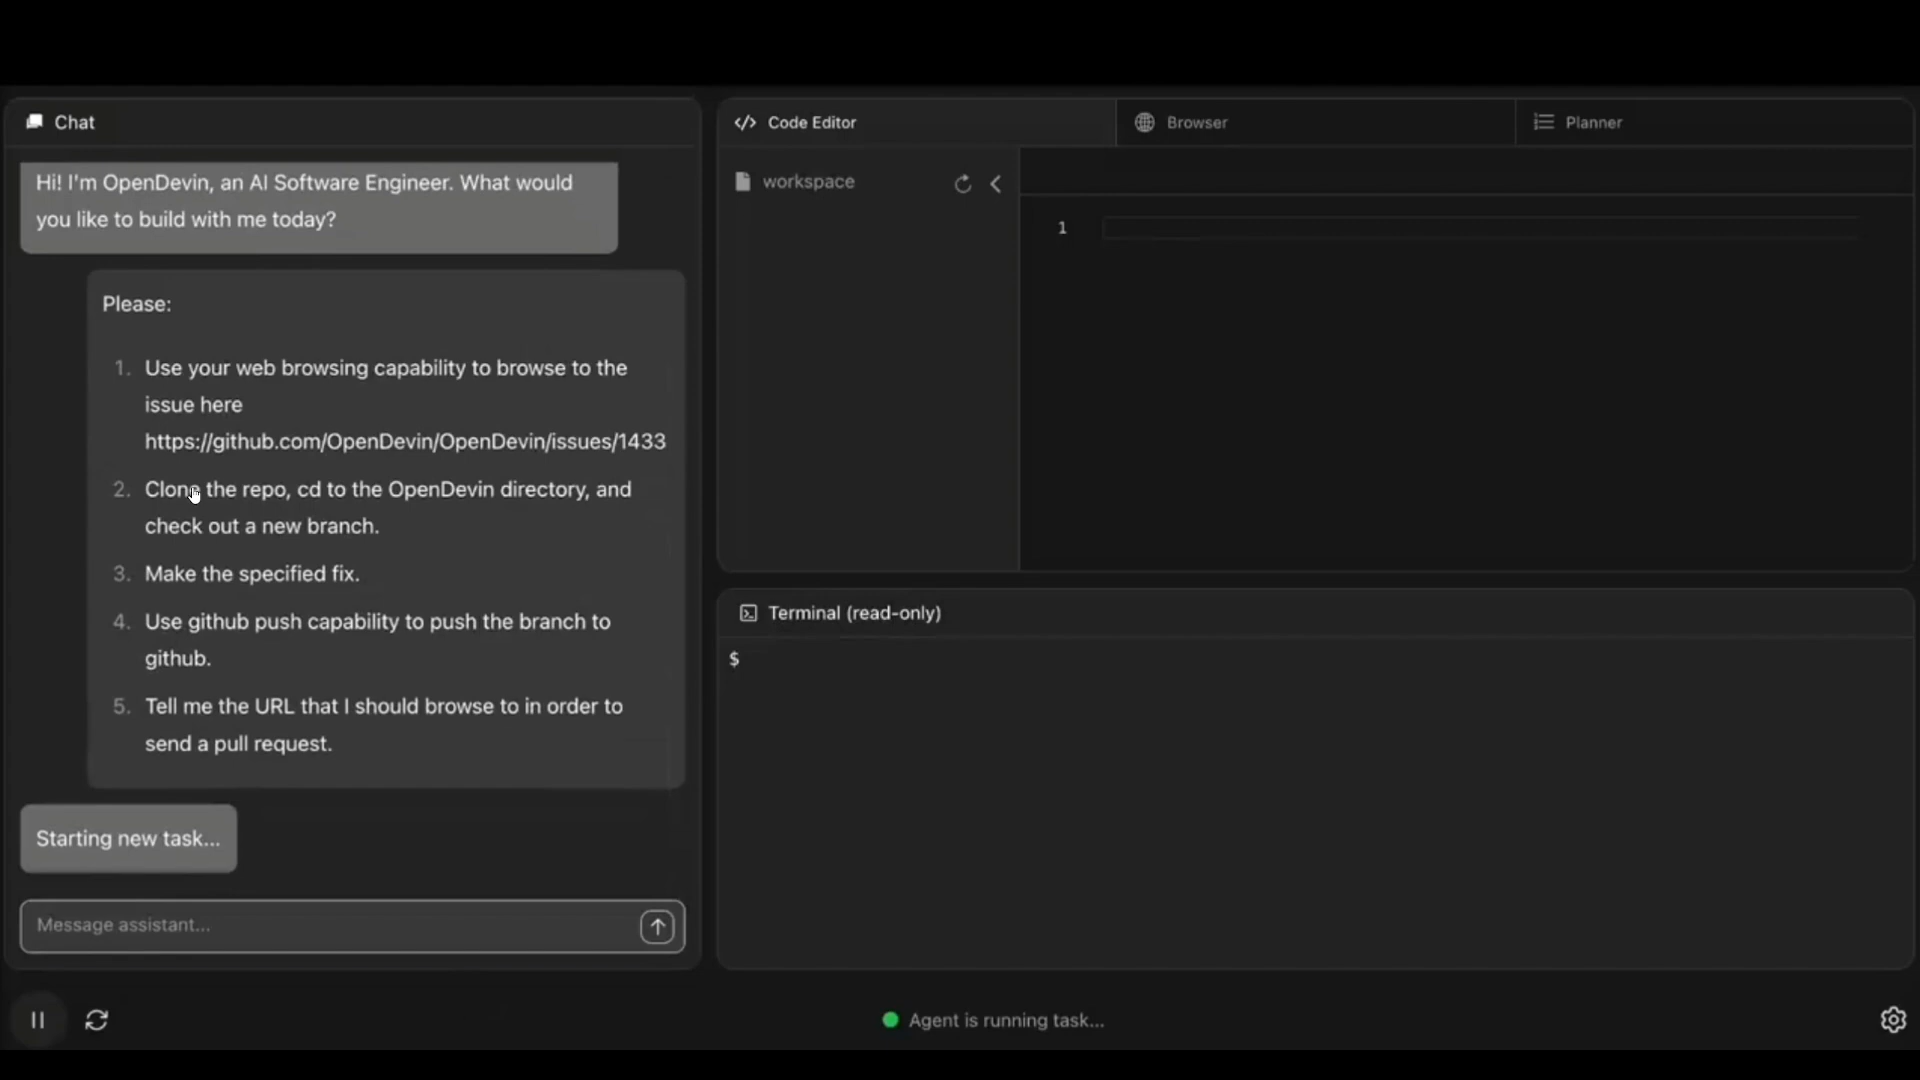 Chat
Hi! I'm OpenDevin, an AI Software Engineer. What would
you like to build with me today?
Please:
1. Use your web browsing capability to browse to the
issue here
https://github.com/OpenDevin/OpenDevin/issues/1433
2. Clone the repo, cd to the OpenDevin directory, and
check out a new branch.
3. Make the specified fix.
4. Use github push capability to push the branch to
github.
5. Tell me the URL that I should browse to in order to
send a pull request.
Starting new task...
Message assistant...
</> Code Editor
Browser
Planner
workspace
1
Terminal (read-only)
$
Agent is running task...